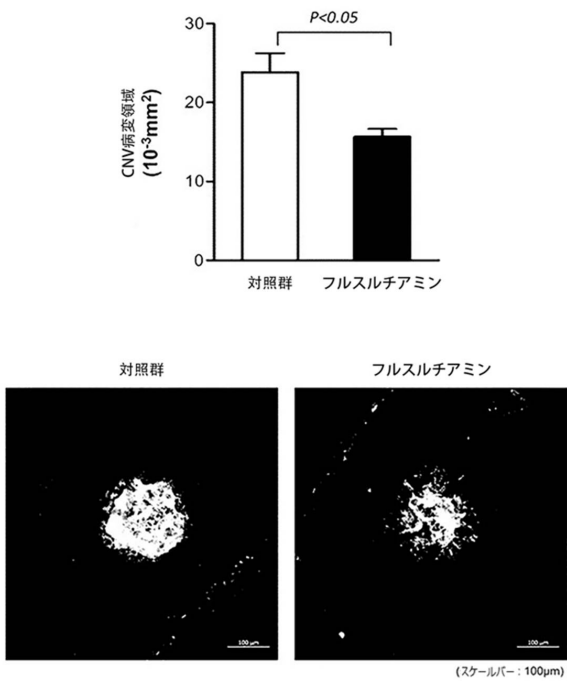 P<0.05
30
20
10
0
CNV病変領域
(10⁻³mm²)
対照群 フルスルチアミン
対照群 フルスルチアミン
100 μm 100 μm
(スケールバー：100μm)